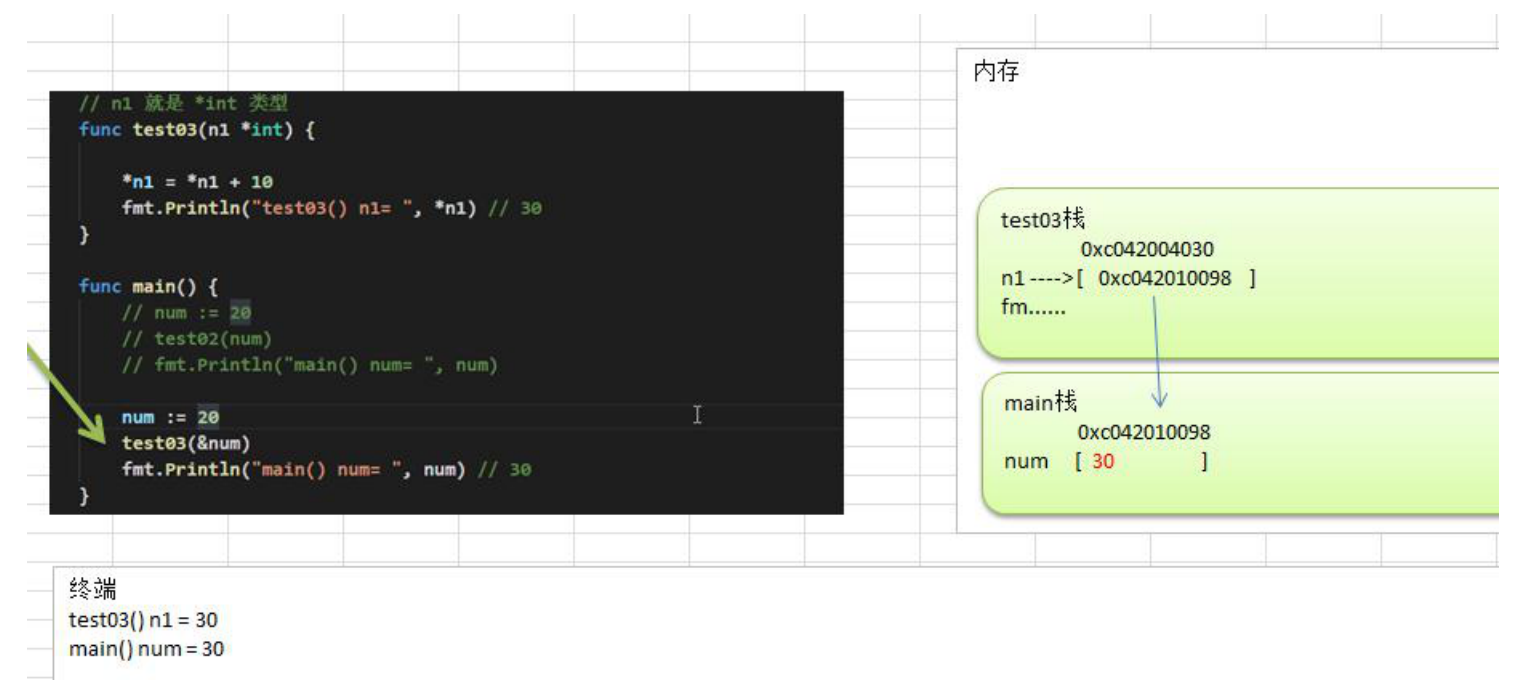 // n1 就是 *int 类型
func test03(n1 *int) {
*n1 = *n1 + 10
fmt.Println("test03() n1= ", *n1) // 30
}
func main() {
// num := 20
// test02(num)
// fmt.Println("main() num= ", num)
num := 20
test03(&num)
fmt.Println("main() num= ", num) // 30
}
内存
test03栈
0xc042004030
n1 ---->[ 0xc042010098 ]
fm......
main栈
0xc042010098
num [ 30 ]
终端
test03() n1 = 30
main() num = 30